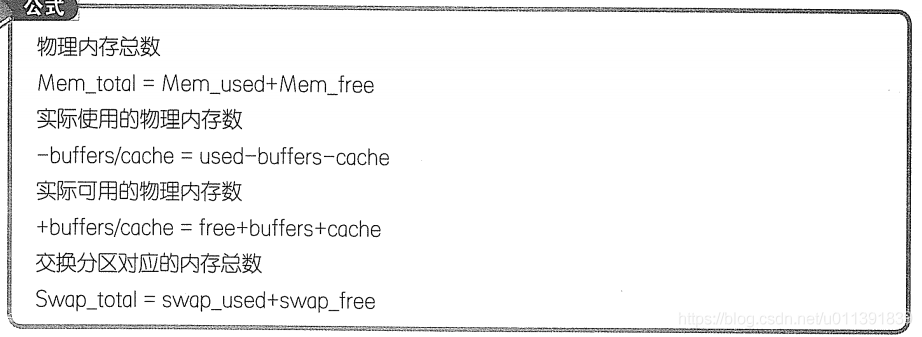 公式
物理内存总数
Mem_total = Mem_used+Mem_free
实际使用的物理内存数
-buffers/cache = used-buffers-cache
实际可用的物理内存数
+buffers/cache = free+buffers+cache
交换分区对应的内存总数
Swap_total = swap_used+swap_free
https://blog.csdn.net/u011391839